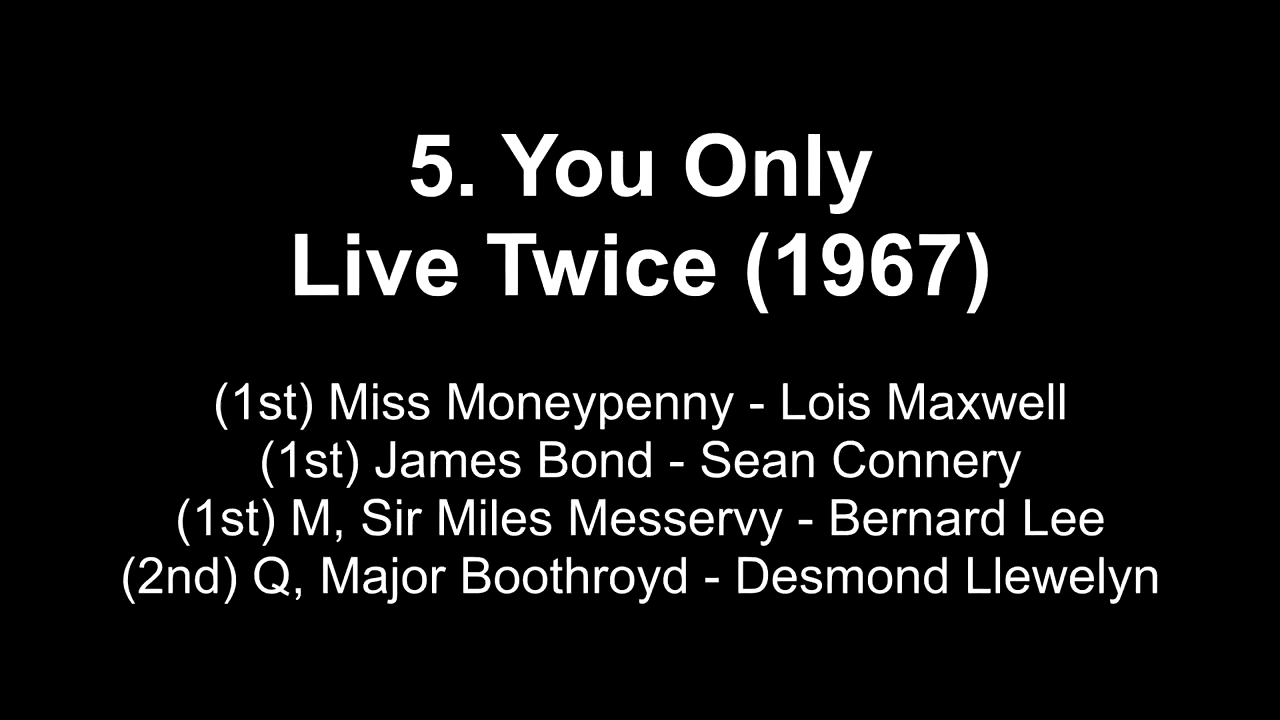 5. You Only
Live Twice (1967)
(1st) Miss Moneypenny - Lois Maxwell
(1st) James Bond - Sean Connery
(1st) M, Sir Miles Messervy - Bernard Lee
(2nd) Q, Major Boothroyd - Desmond Llewelyn